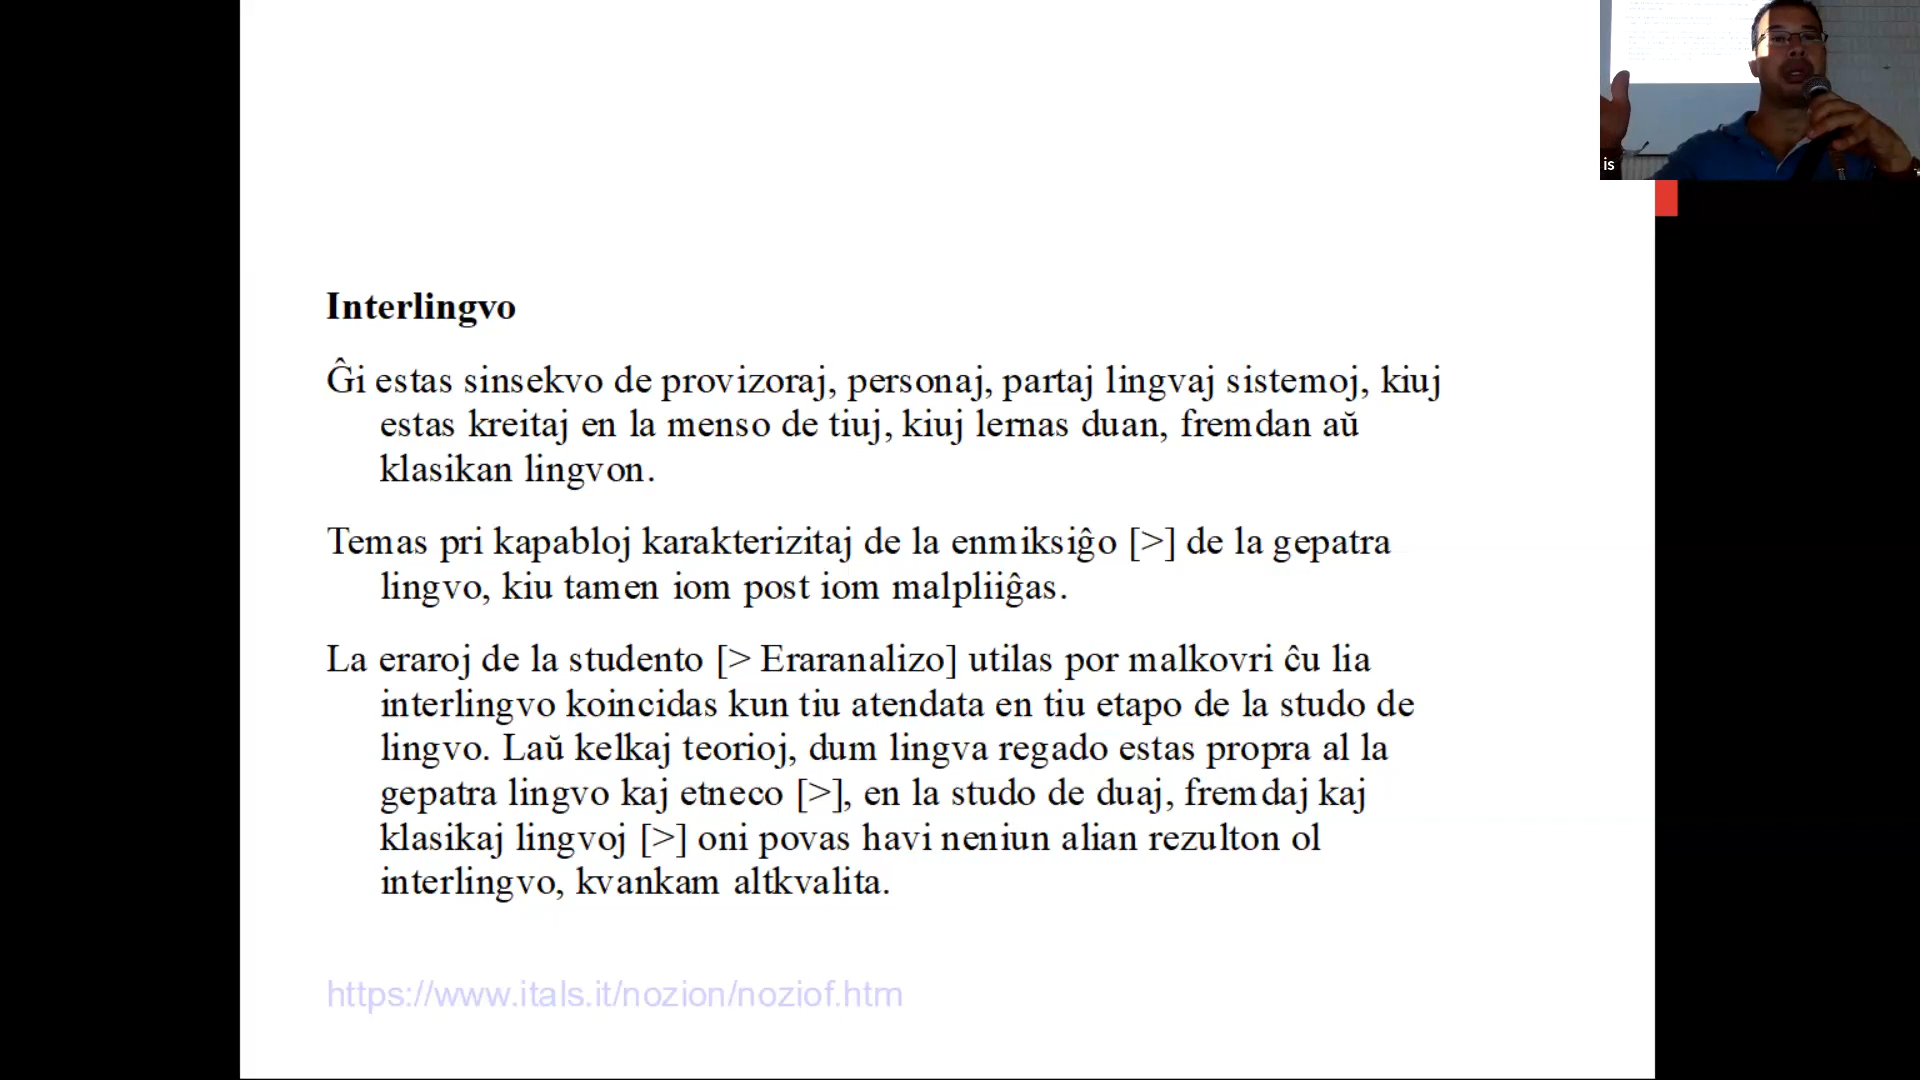 Interlingvo
Ĝi estas sinsekvo de provizoraj, personaj, partaj lingvaj sistemoj, kiuj
estas kreitaj en la menso de tiuj, kiuj lernas duan, fremdan aŭ
klasikan lingvon.
Temas pri kapabloj karakterizitaj de la enmiksiĝo [>] de la gepatra
lingvo, kiu tamen iom post iom malpliiĝas.
La eraroj de la studento [> Eraranalizo] utilas por malkovri ĉu lia
interlingvo koincidas kun tiu atendata en tiu etapo de la studo de
lingvo. Laŭ kelkaj teorioj, dum lingva regado estas propra al la
gepatra lingvo kaj etneco [>], en la studo de duaj, fremdaj kaj
klasikaj lingvoj [>] oni povas havi neniun alian rezulton ol
interlingvo, kvankam altkvalita.
https://www.itals.it/nozion/noziof.htm
is